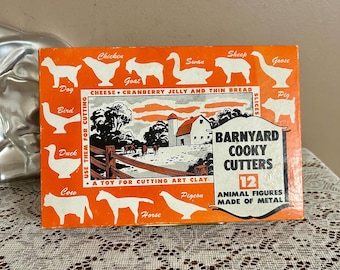 Chicken
Swan
Sheep
Goose
Dog
Goat
Pig
Bird
Duck
Cow
Horse
Pigeon
CHEESE • CRANBERRY JELLY AND THIN BREAD
SLICES
USE THEM FOR CUTTING
• A TOY FOR CUTTING ART CLAY
BARNYARD
COOKY
CUTTERS
12
ANIMAL FIGURES
MADE OF METAL